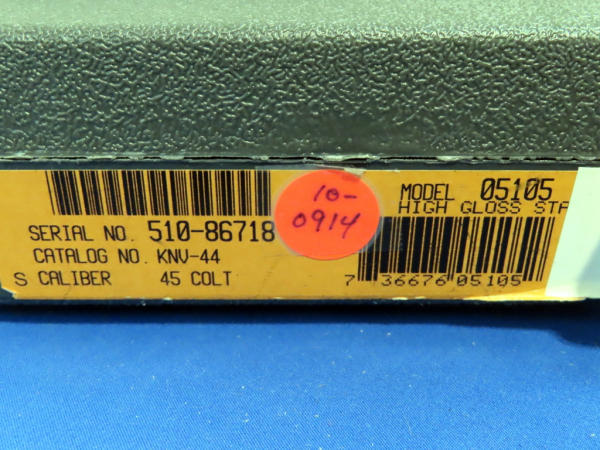 MODEL 05105
HIGH GLOSS STA
10-
0914
SERIAL NO. 510-86718
CATALOG NO. KNV-44
S CALIBER 45 COLT
7 36676 05105